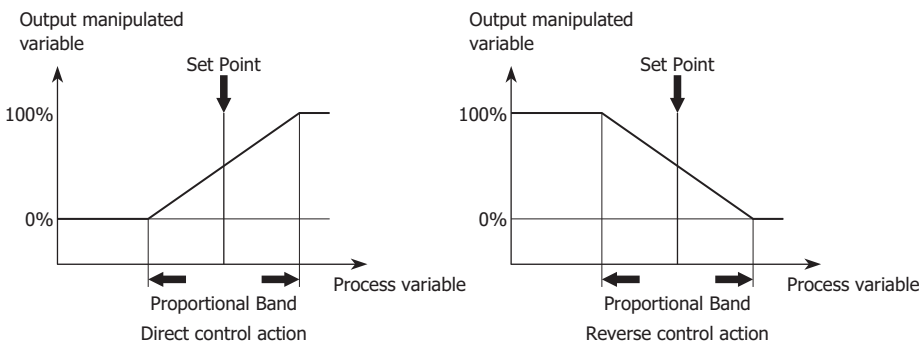 Output manipulated
variable
Set Point
100%
0%
Process variable
Proportional Band
Direct control action
Output manipulated
variable
Set Point
100%
0%
Process variable
Proportional Band
Reverse control action